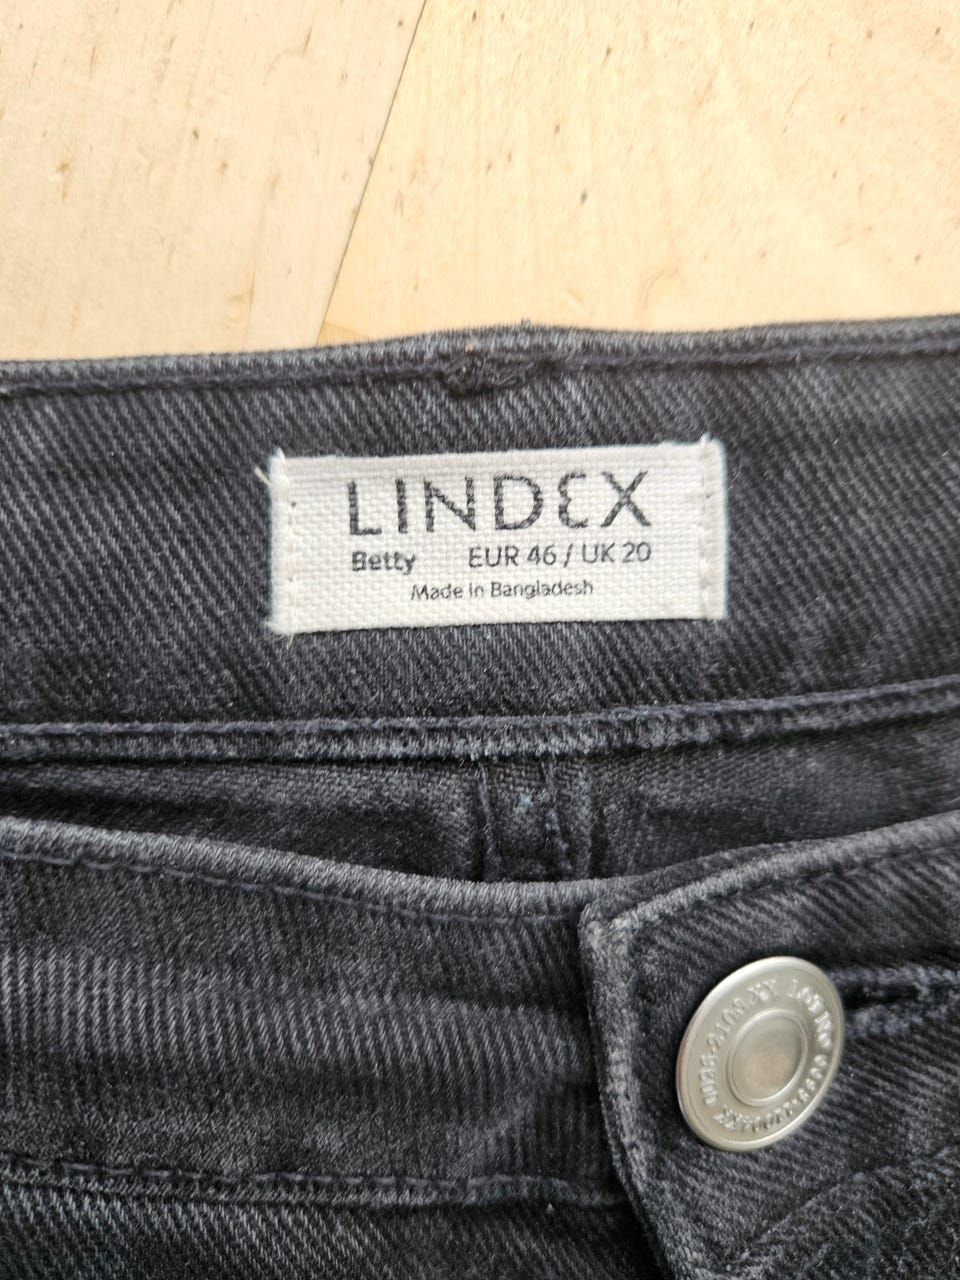 LINDEX
Betty EUR 46 / UK 20
Made in Bangladesh